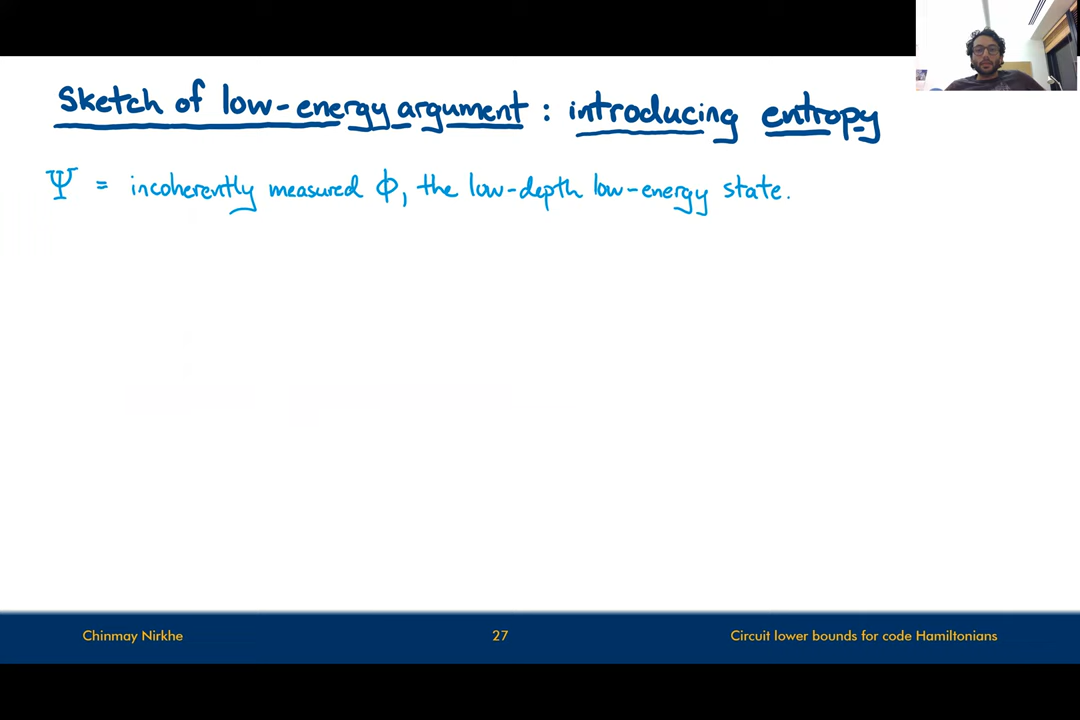 Sketch of low-energy argument : introducing entropy
Ψ = incoherently measured Φ, the low-depth low-energy state.
Chinmay Nirkhe 27 Circuit lower bounds for code Hamiltonians